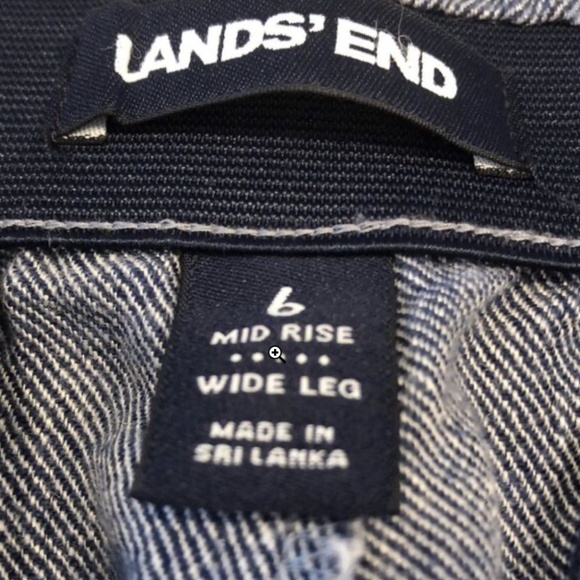 LANDS' END
6
MID RISE
WIDE LEG
MADE IN
SRI LANKA